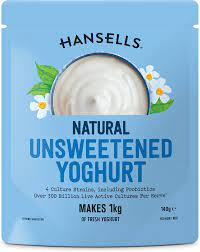 HANSELLS™
NATURAL
UNSWEETENED
YOGHURT
4 Culture Strains, including Probiotics
Over 300 Billion Live Active Cultures Per Serve
MAKES 1kg
OF FRESH YOGHURT
140g